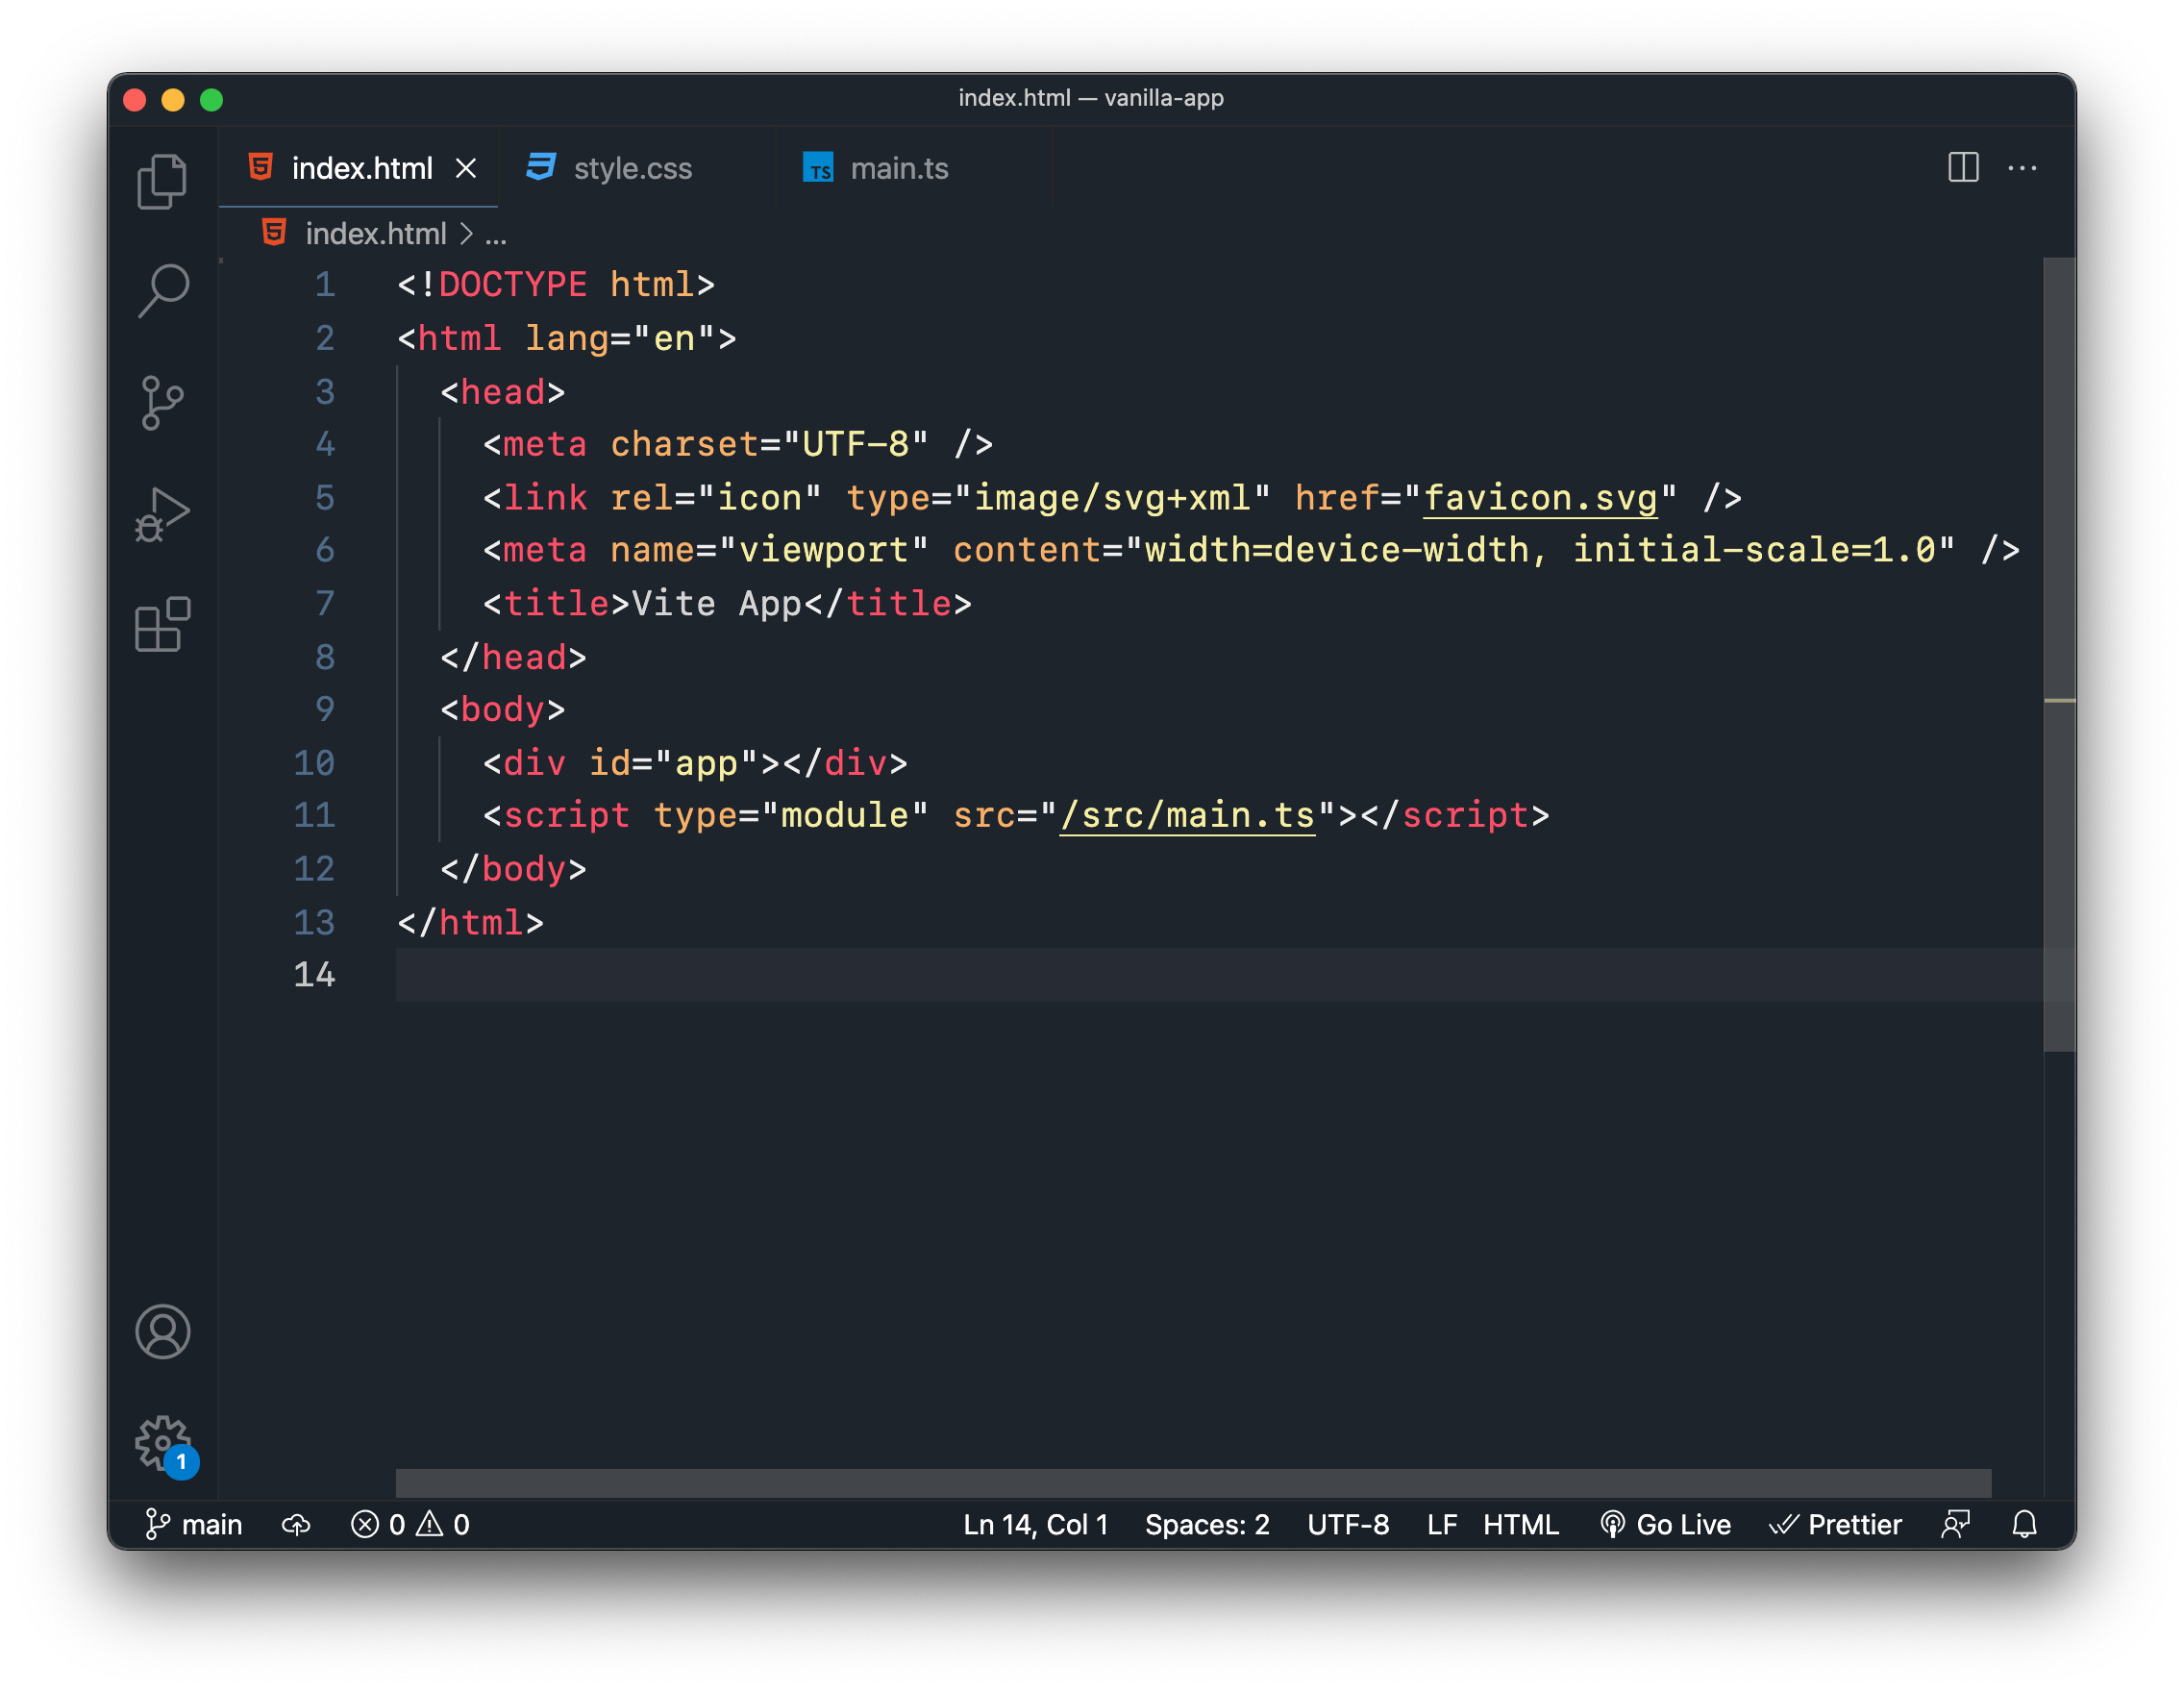 index.html — vanilla-app
index.html style.css TS main.ts
index.html > ...
1 <!DOCTYPE html>
2 <html lang="en">
3   <head>
4     <meta charset="UTF-8" />
5     <link rel="icon" type="image/svg+xml" href="favicon.svg" />
6     <meta name="viewport" content="width=device-width, initial-scale=1.0" />
7     <title>Vite App</title>
8   </head>
9   <body>
10     <div id="app"></div>
11     <script type="module" src="/src/main.ts"></script>
12   </body>
13 </html>
14
1
main 0 0 Ln 14, Col 1 Spaces: 2 UTF-8 LF HTML Go Live Prettier